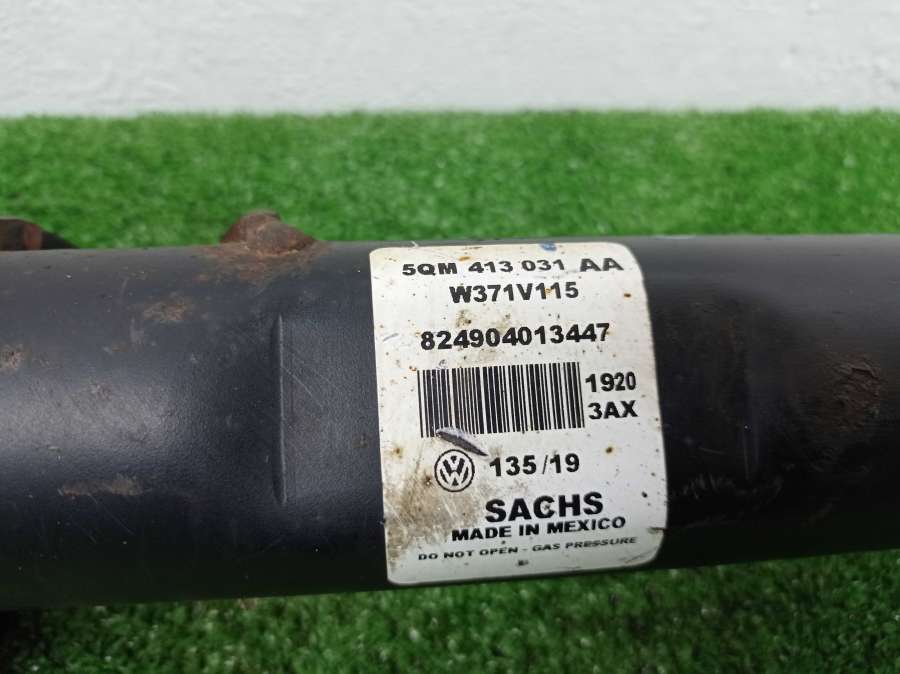 5QM 413 031 AA
W371V115
824904013447
1920
3AX
135/19
SACHS
MADE IN MEXICO
DO NOT OPEN - GAS PRESSURE